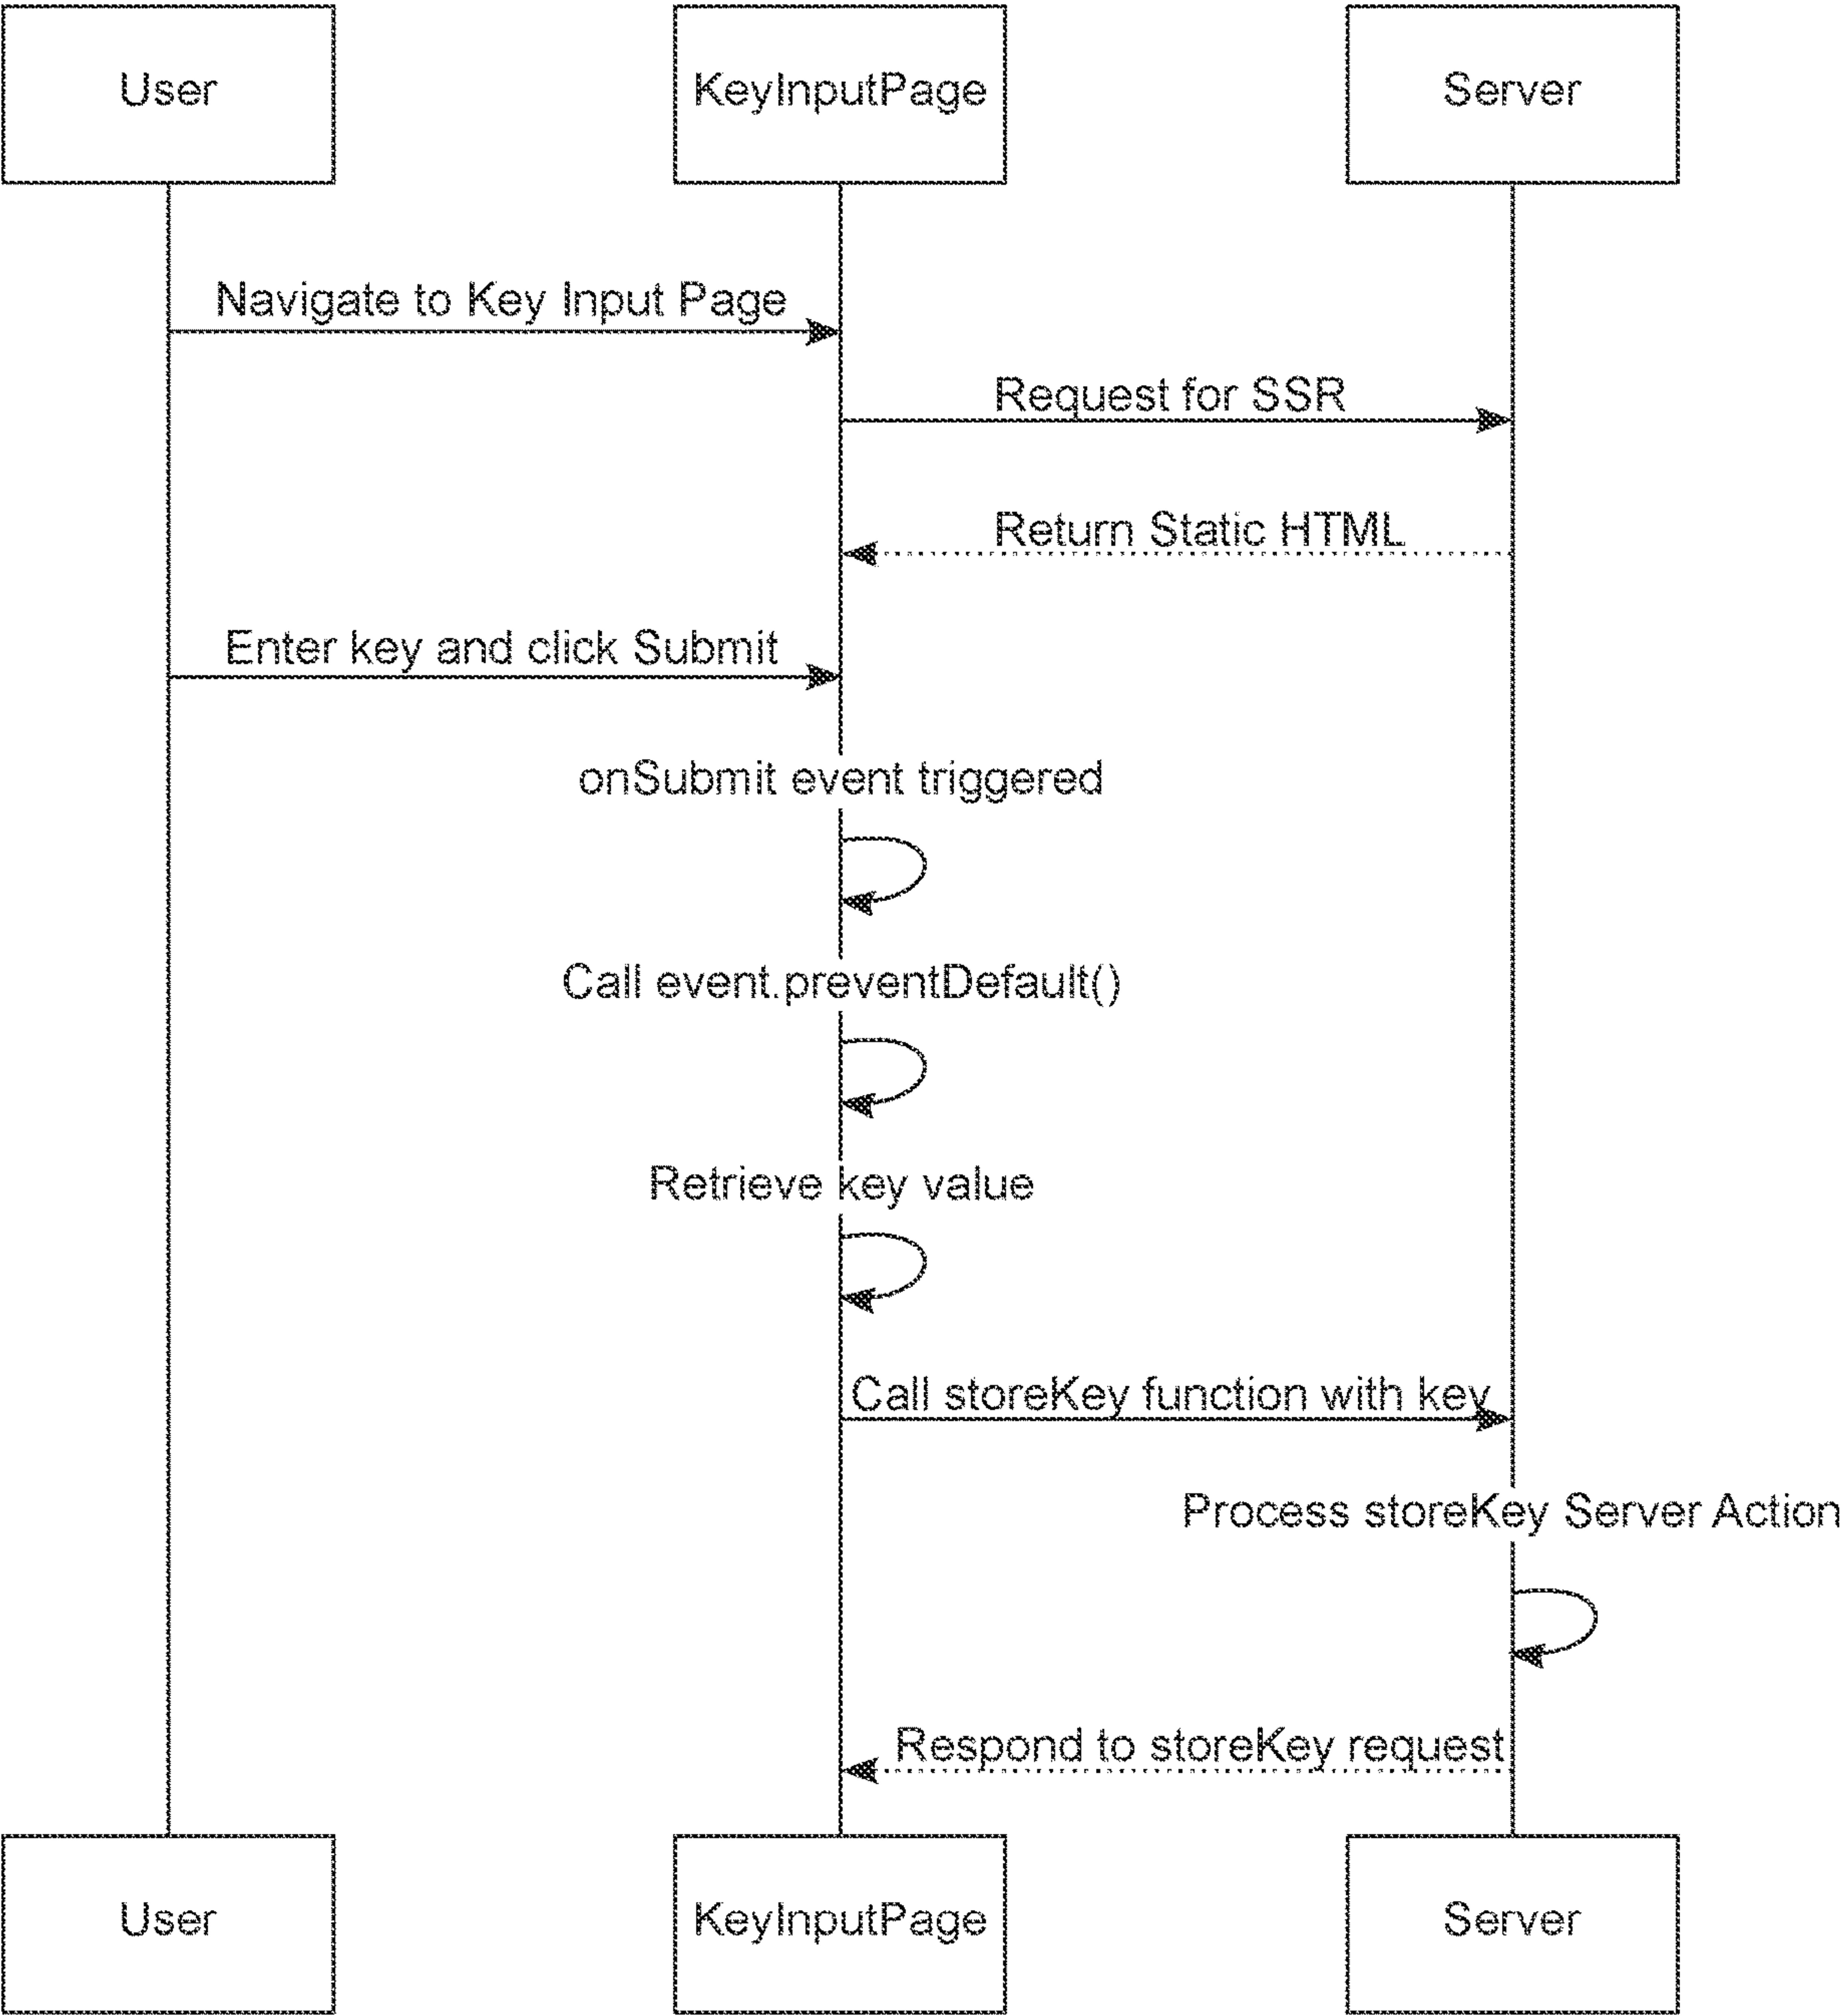 User
KeyInputPage
Server
Navigate to Key Input Page
Request for SSR
Return Static HTML
Enter key and click Submit
onSubmit event triggered
Call event.preventDefault()
Retrieve key value
Call storeKey function with key
Process storeKey Server Action
Respond to storeKey request
User
KeyInputPage
Server